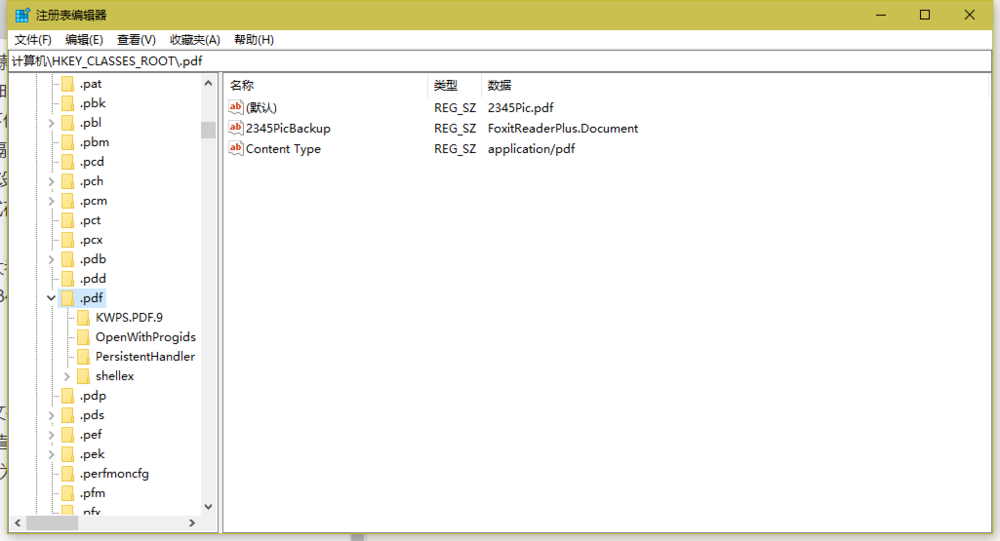 注册表编辑器
文件(F) 编辑(E) 查看(V) 收藏夹(A) 帮助(H)
计算机\HKEY_CLASSES_ROOT\.pdf
.pat
.pbk
.pbl
.pbm
.pcd
.pch
.pcm
.pct
.pcx
.pdb
.pdd
.pdf
KWPS.PDF.9
OpenWithProgids
PersistentHandler
shellex
.pdp
.pds
.pef
.pek
.perfmoncfg
.pfm
.pfx
名称 类型 数据
ab (默认) REG_SZ 2345Pic.pdf
ab 2345PicBackup REG_SZ FoxitReaderPlus.Document
ab Content Type REG_SZ application/pdf